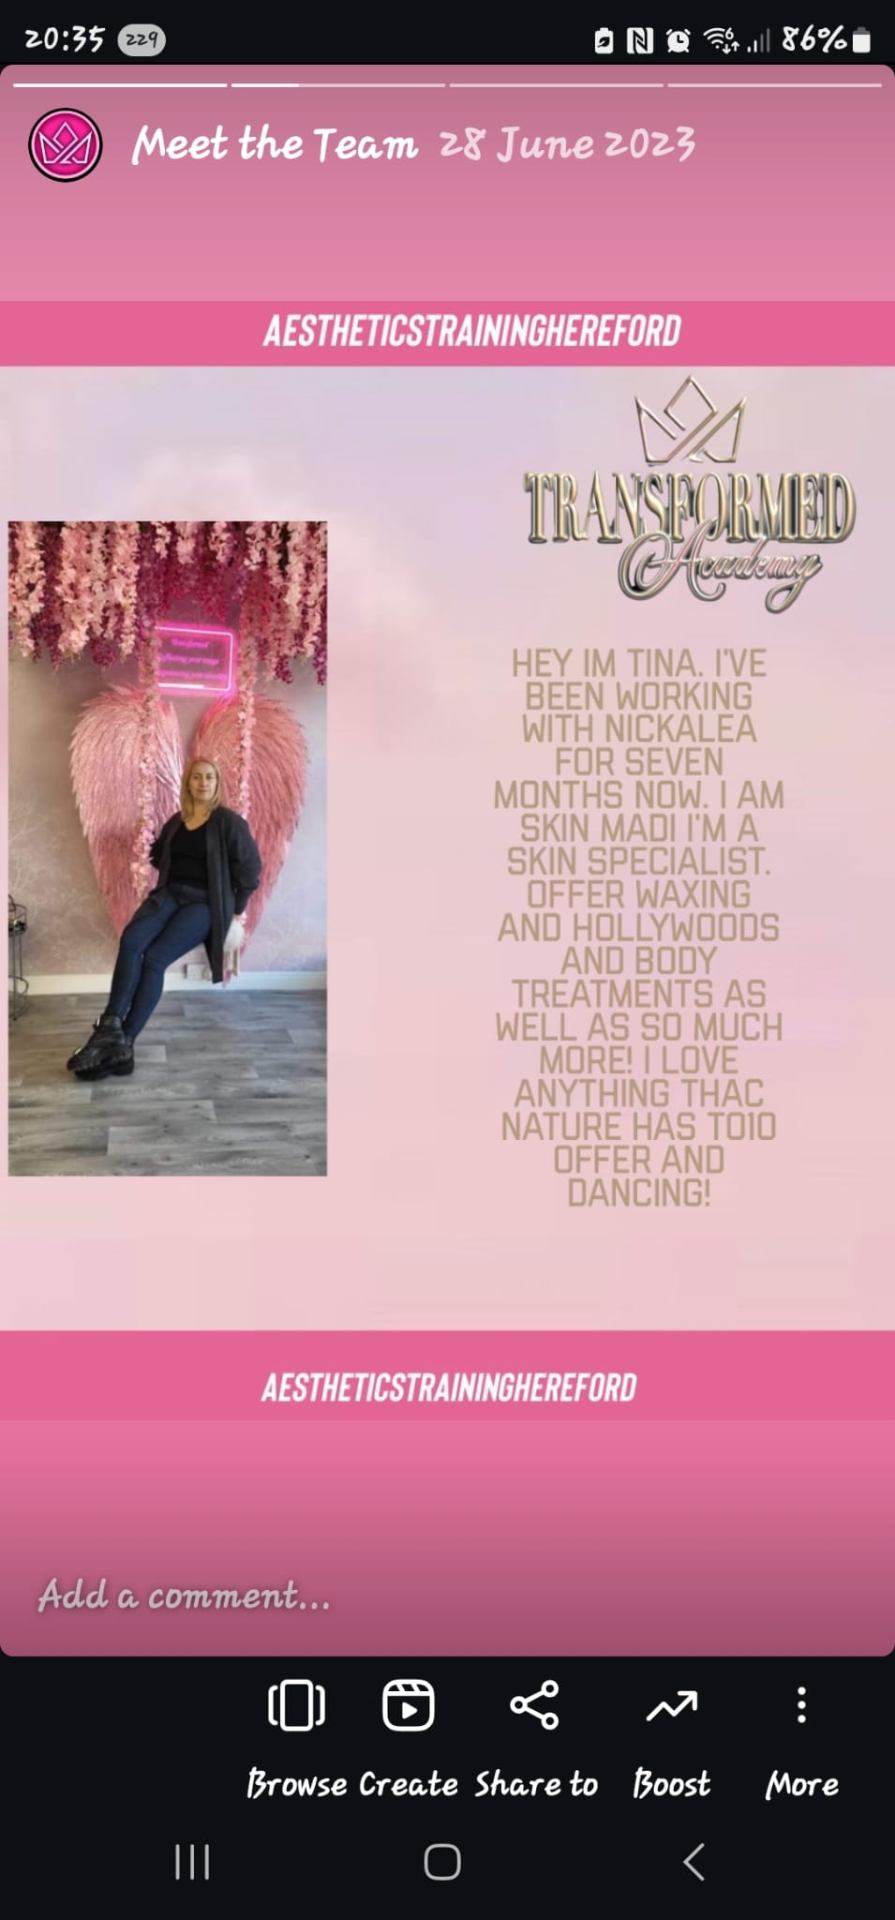 20:35 229 86%
Meet the Team 28 June 2023
AESTHETICSTRAININGHEREFORD
TRANSFORMED
Academy
HEY IM TINA. I'VE
BEEN WORKING
WITH NICKALEA
FOR SEVEN
MONTHS NOW. I AM
SKIN MADI I'M A
SKIN SPECIALIST.
OFFER WAXING
AND HOLLYWOODS
AND BODY
TREATMENTS AS
WELL AS SO MUCH
MORE! I LOVE
ANYTHING THAC
NATURE HAS TO10
OFFER AND
DANCING!
AESTHETICSTRAININGHEREFORD
Add a comment...
Browse Create Share to Boost More